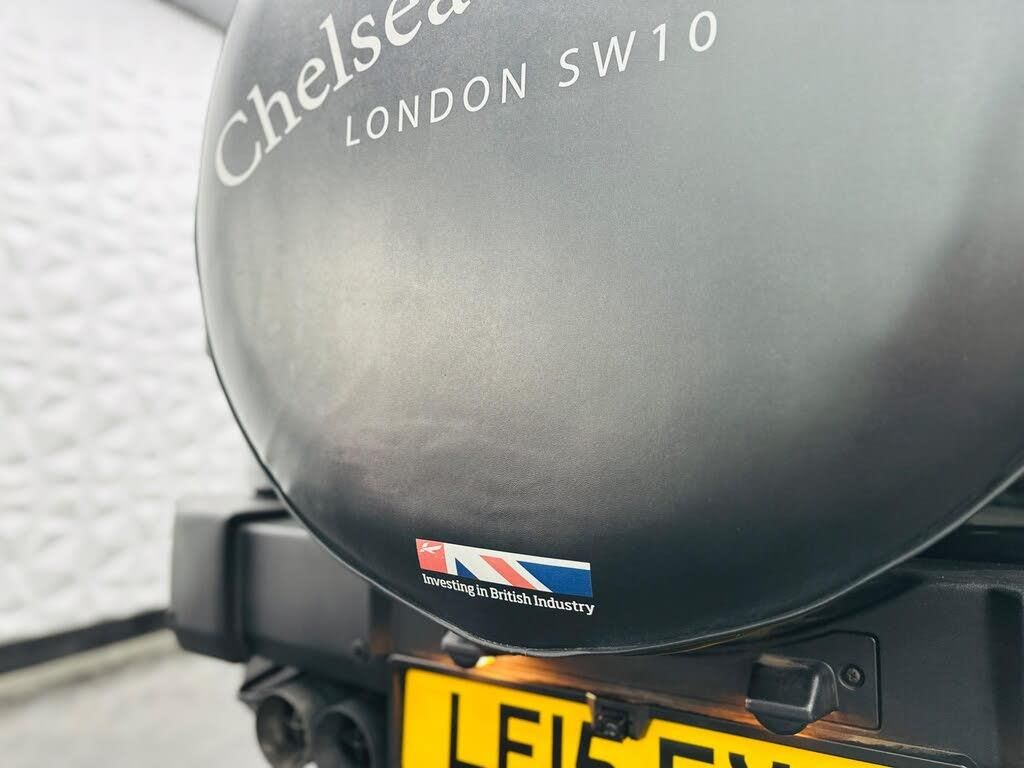 Chelsea
LONDON SW10
Investing in British Industry